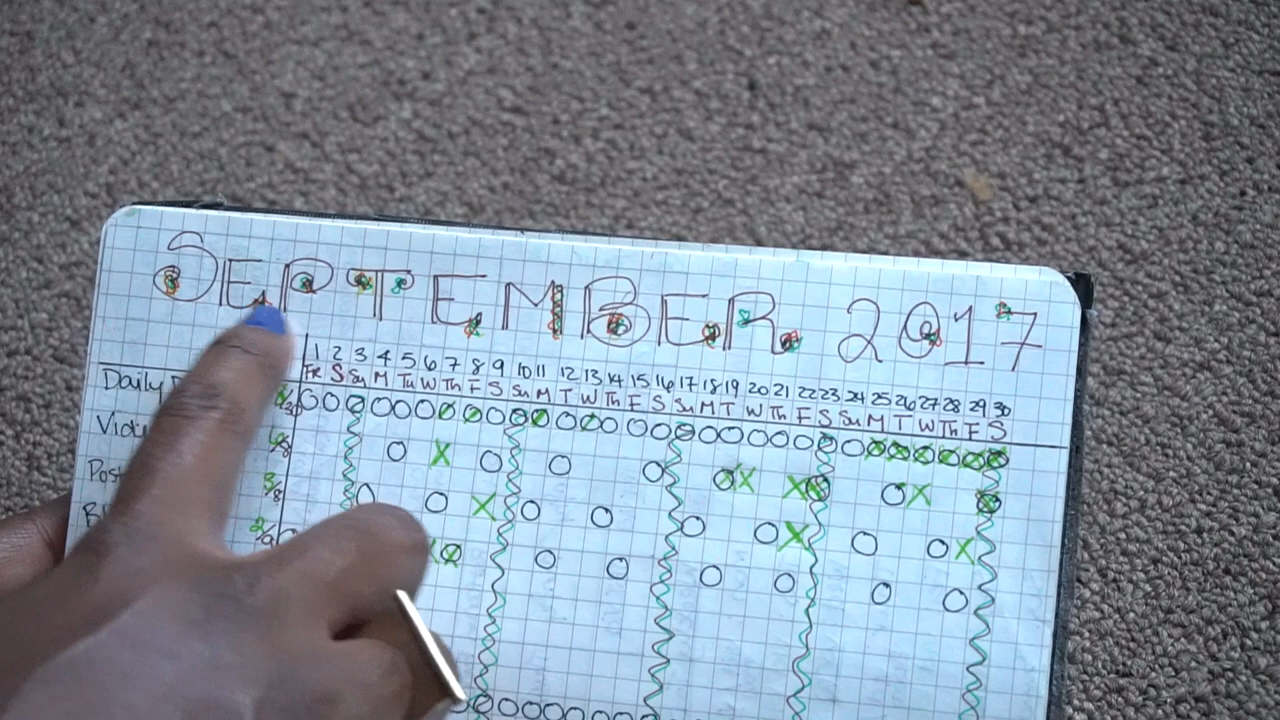 SEPTEMBER 2017
1 2 3 4 5 6 7 8 9 10 11 12 13 14 15 16 17 18 19 20 21 22 23 24 25 26 27 28 29 30
FR S Su M Tu W Th F S Su M T W Th F S Su M T W Th F S Su M T W Th F S
Daily